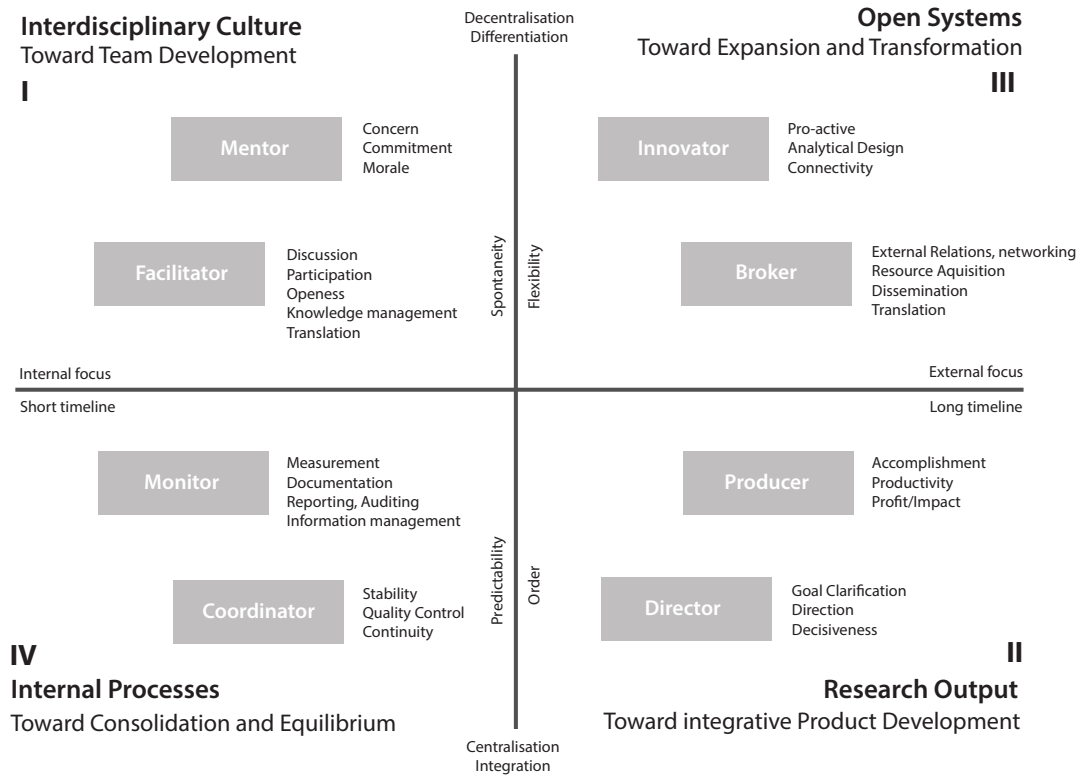 Interdisciplinary Culture
Toward Team Development
I
Decentralisation
Differentiation
Open Systems
Toward Expansion and Transformation
III
Mentor
Concern
Commitment
Morale
Innovator
Pro-active
Analytical Design
Connectivity
Facilitator
Discussion
Participation
Openess
Knowledge management
Translation
Spontaneity
Flexibility
Broker
External Relations, networking
Resource Aquisition
Dissemination
Translation
Internal focus
External focus
Short timeline
Long timeline
Monitor
Measurement
Documentation
Reporting, Auditing
Information management
Producer
Accomplishment
Productivity
Profit/Impact
Predictability
Order
Coordinator
Stability
Quality Control
Continuity
Director
Goal Clarification
Direction
Decisiveness
IV
Internal Processes
Toward Consolidation and Equilibrium
II
Research Output
Toward integrative Product Development
Centralisation
Integration